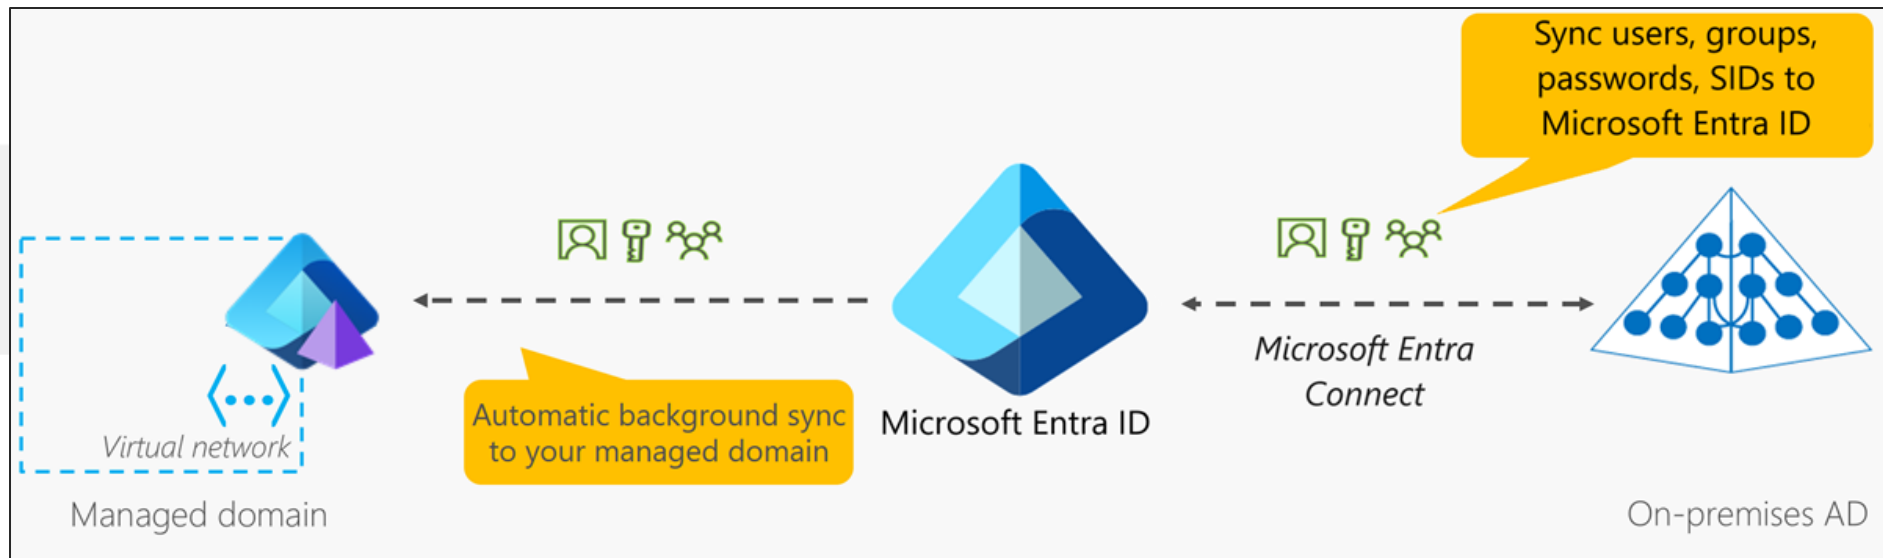 Sync users, groups,
passwords, SIDs to
Microsoft Entra ID
Microsoft Entra
Connect
Automatic background sync
to your managed domain
Microsoft Entra ID
Virtual network
Managed domain
On-premises AD